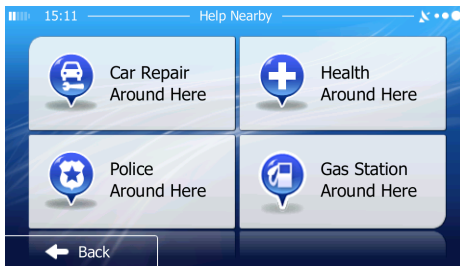 15:11 Help Nearby
Car Repair
Around Here
Health
Around Here
Police
Around Here
Gas Station
Around Here
Back